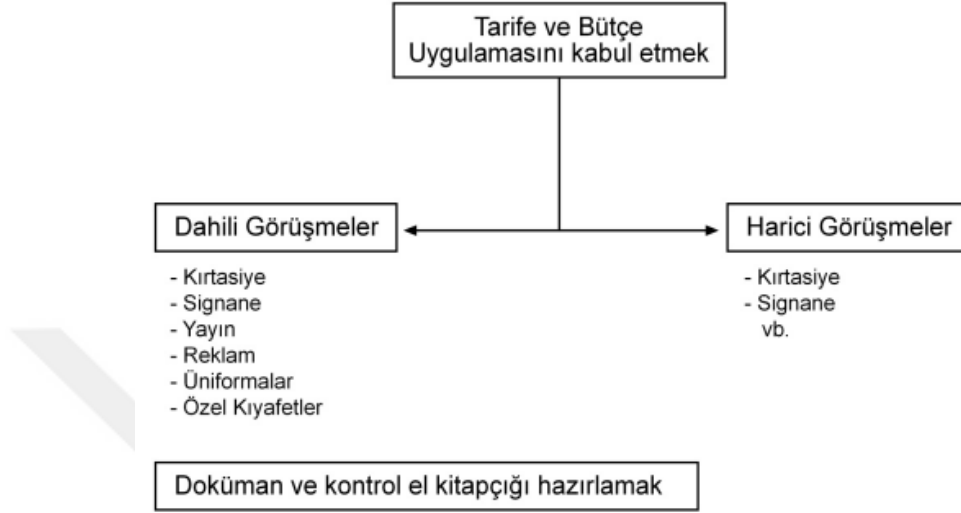 Tarife ve Bütçe
Uygulamasını kabul etmek
Dahili Görüşmeler
- Kırtasiye
- Signane
- Yayın
- Reklam
- Üniformalar
- Özel Kıyafetler
Harici Görüşmeler
- Kırtasiye
- Signane
vb.
Doküman ve kontrol el kitapçığı hazırlamak